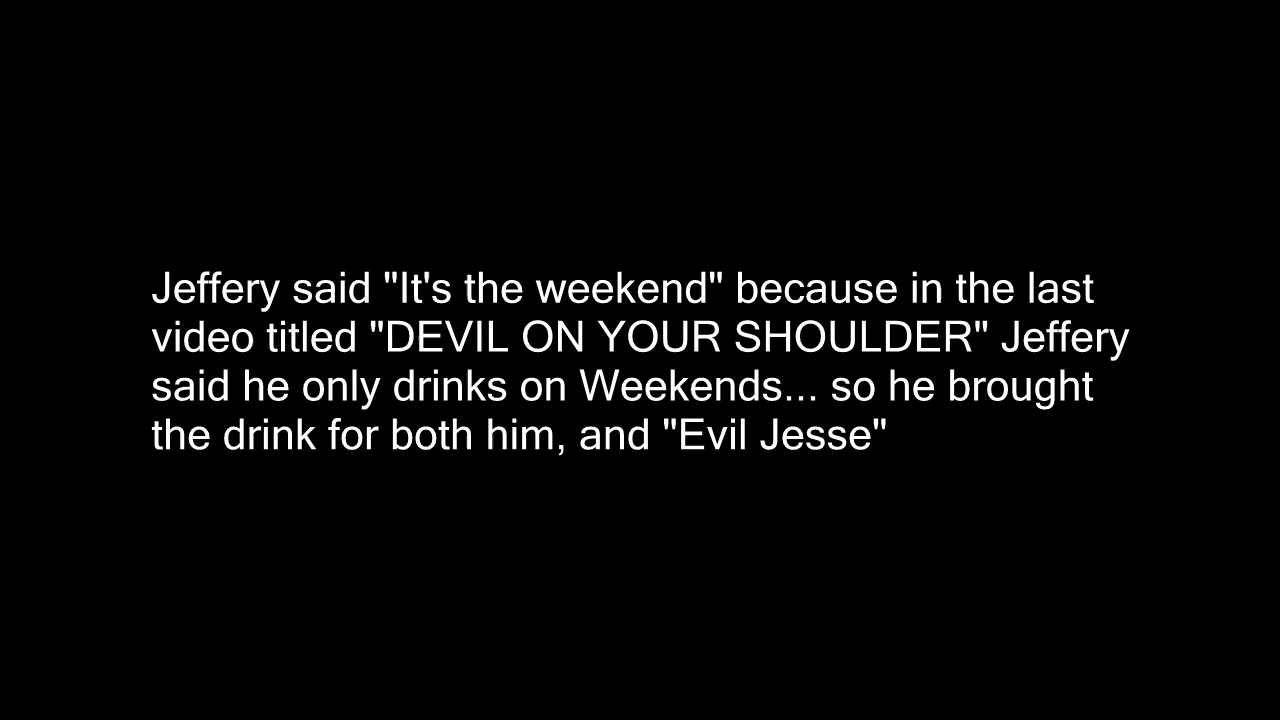 Jeffery said "It's the weekend" because in the last
video titled "DEVIL ON YOUR SHOULDER" Jeffery
said he only drinks on Weekends... so he brought
the drink for both him, and "Evil Jesse"